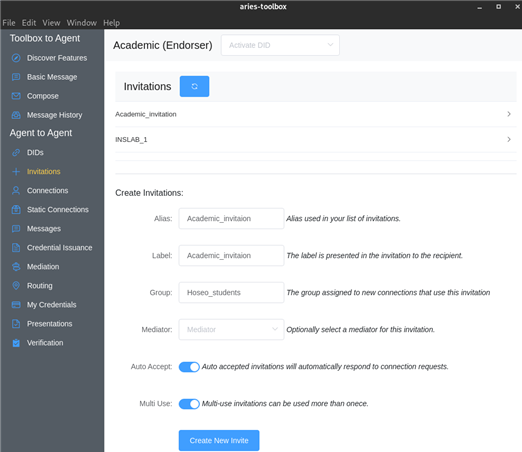 aries-toolbox
File Edit View Window Help
Toolbox to Agent
Discover Features
Basic Message
Compose
Message History
Agent to Agent
DIDs
Invitations
Connections
Static Connections
Messages
Credential Issuance
Mediation
Routing
My Credentials
Presentations
Verification
Academic (Endorser) Activate DID
Invitations
Academic_invitation
INSLAB_1
Create Invitations:
Alias: Academic_invitaion Alias used in your list of invitations.
Label: Academic_invitaion The label is presented in the invitation to the recipient.
Group: Hoseo_students The group assigned to new connections that use this invitation
Mediator: Mediator Optionally select a mediator for this invitation.
Auto Accept: Auto accepted invitations will automatically respond to connection requests.
Multi Use: Multi-use invitations can be used more than onece.
Create New Invite